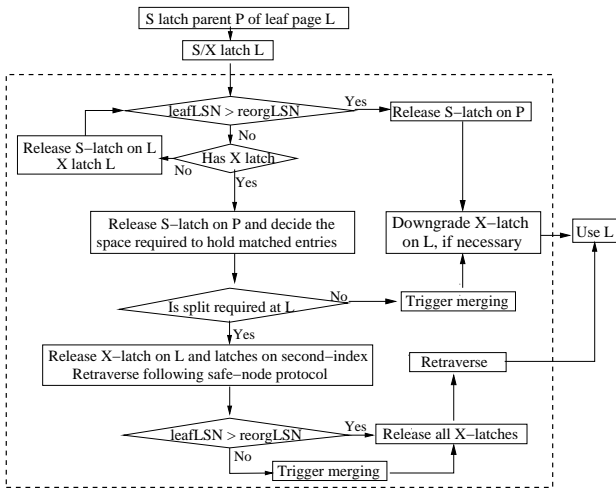 S latch parent P of leaf page L
S/X latch L
leafLSN > reorgLSN
Yes
Release S−latch on P
No
Release S−latch on L
X latch L
No
Has X latch
Yes
Release S−latch on P and decide the
space required to hold matched entries
Downgrade X−latch
on L, if necessary
Use L
Is split required at L
No
Trigger merging
Yes
Release X−latch on L and latches on second−index
Retraverse following safe−node protocol
Retraverse
leafLSN > reorgLSN
Yes
Release all X−latches
No
Trigger merging